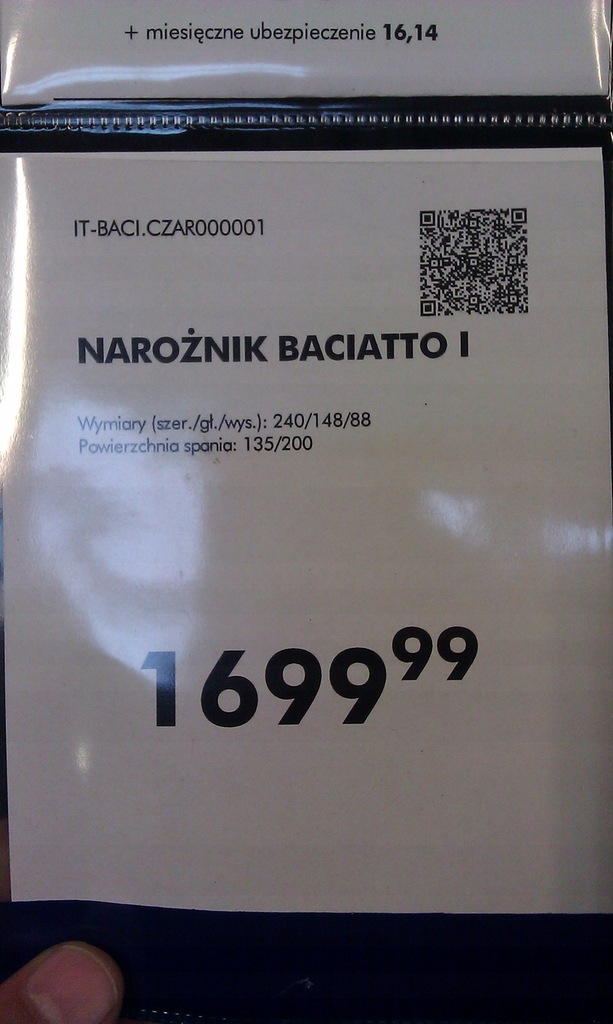 + miesięczne ubezpieczenie 16,14
IT-BACI.CZAR000001
NAROŻNIK BACIATTO I
Wymiary (szer./gł./wys.): 240/148/88
Powierzchnia spania: 135/200
1699 99